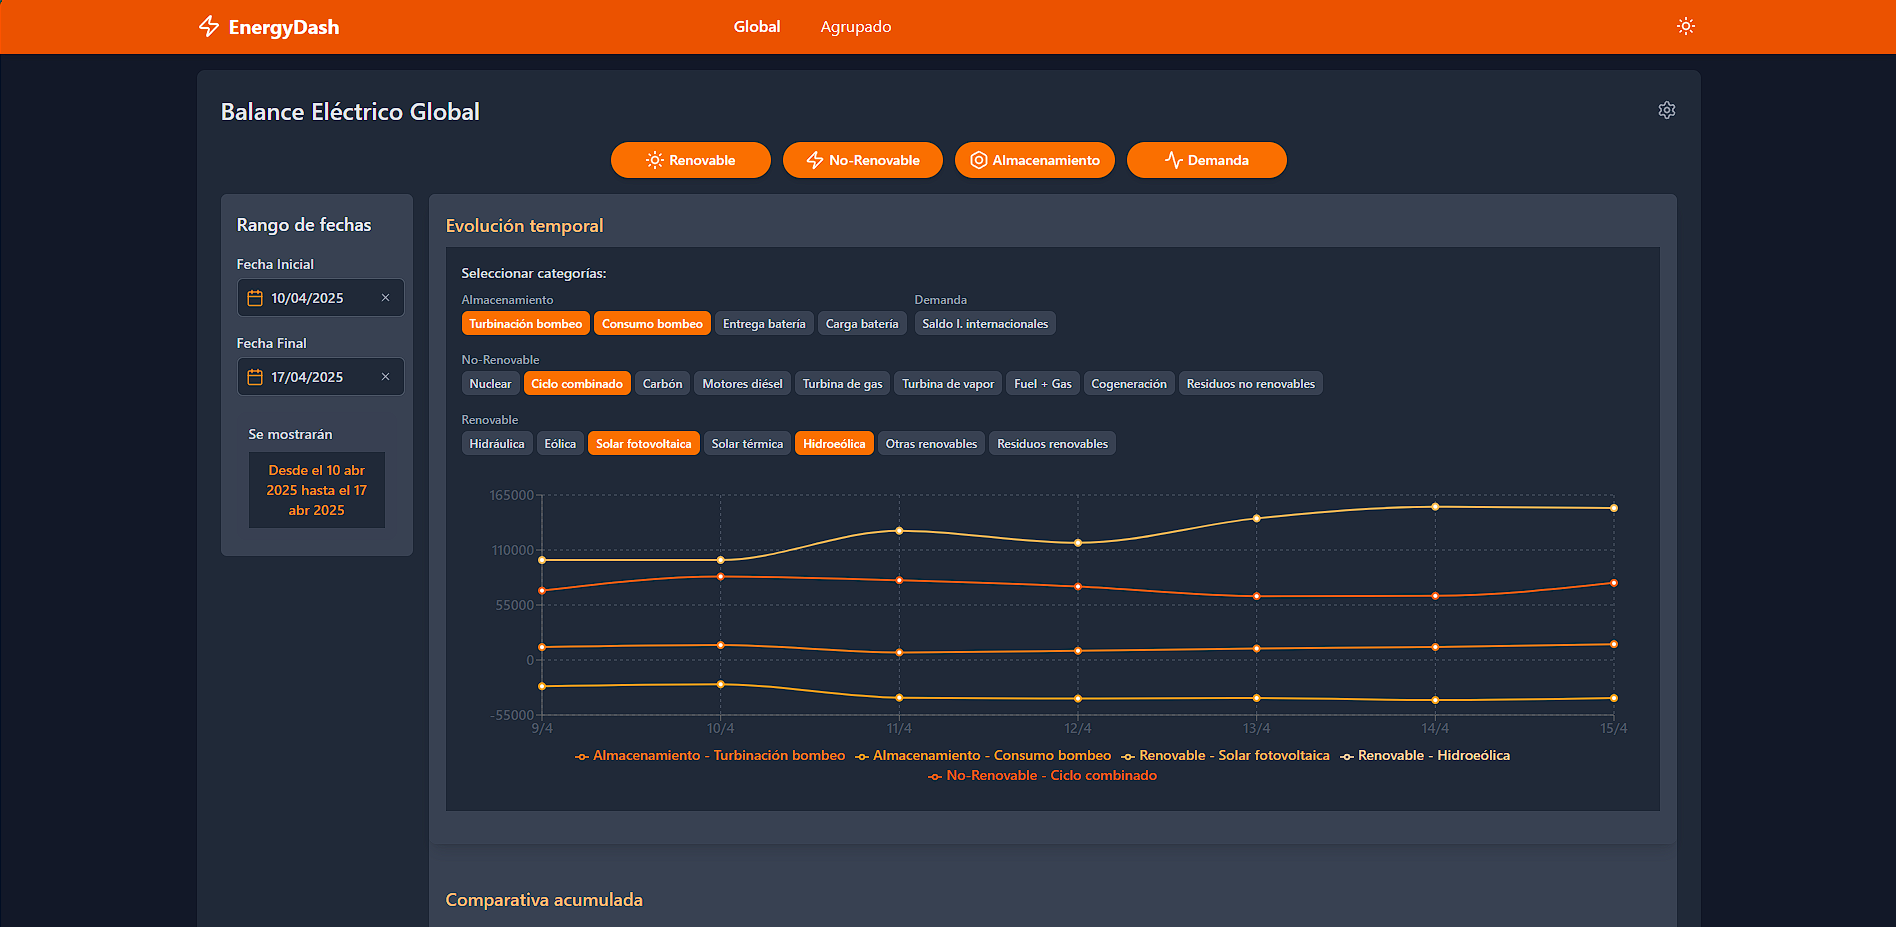 EnergyDash
Global
Agrupado
Balance Eléctrico Global
Renovable
No-Renovable
Almacenamiento
Demanda
Rango de fechas
Fecha Inicial
10/04/2025
Fecha Final
17/04/2025
Se mostrarán
Desde el 10 abr
2025 hasta el 17
abr 2025
Evolución temporal
Seleccionar categorías:
Almacenamiento
Turbinación bombeo
Consumo bombeo
Entrega batería
Carga batería
Demanda
Saldo I. internacionales
No-Renovable
Nuclear
Ciclo combinado
Carbón
Motores diésel
Turbina de gas
Turbina de vapor
Fuel + Gas
Cogeneración
Residuos no renovables
Renovable
Hidráulica
Eólica
Solar fotovoltaica
Solar térmica
Hidroeólica
Otras renovables
Residuos renovables
165000
110000
55000
0
-55000
9/4
10/4
11/4
12/4
13/4
14/4
15/4
Almacenamiento - Turbinación bombeo
Almacenamiento - Consumo bombeo
Renovable - Solar fotovoltaica
Renovable - Hidroeólica
No-Renovable - Ciclo combinado
Comparativa acumulada